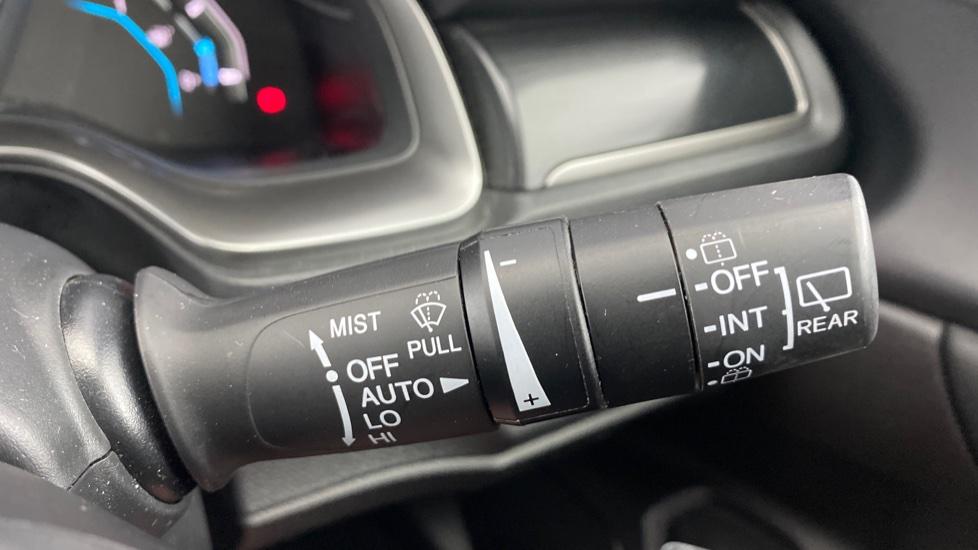 MIST
PULL
OFF
AUTO
LO
HI
-
+
OFF
INT
ON
REAR